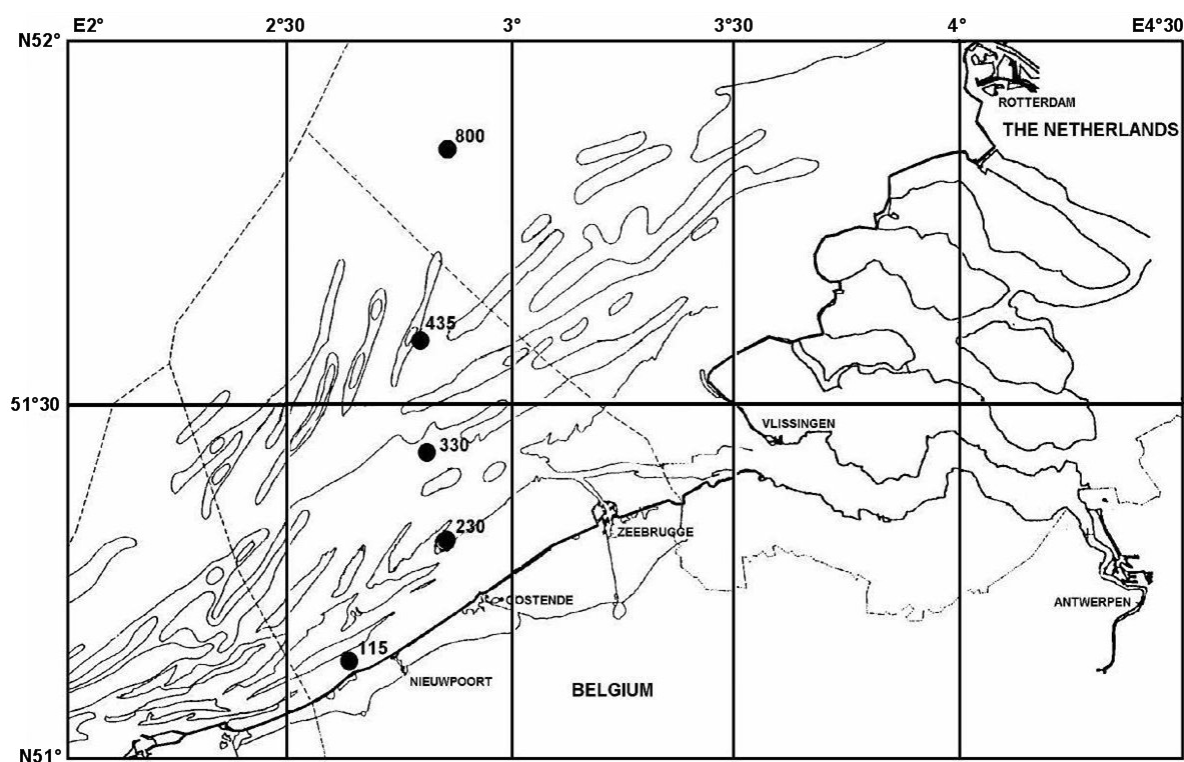 E2° 2°30 3° 3°30 4° E4°30
N52°
ROTTERDAM
THE NETHERLANDS
800
435
51°30
VLISSINGEN
330
230
ZEEBRUGGE
OOSTENDE
ANTWERPEN
115
NIEUWPOORT
BELGIUM
N51°